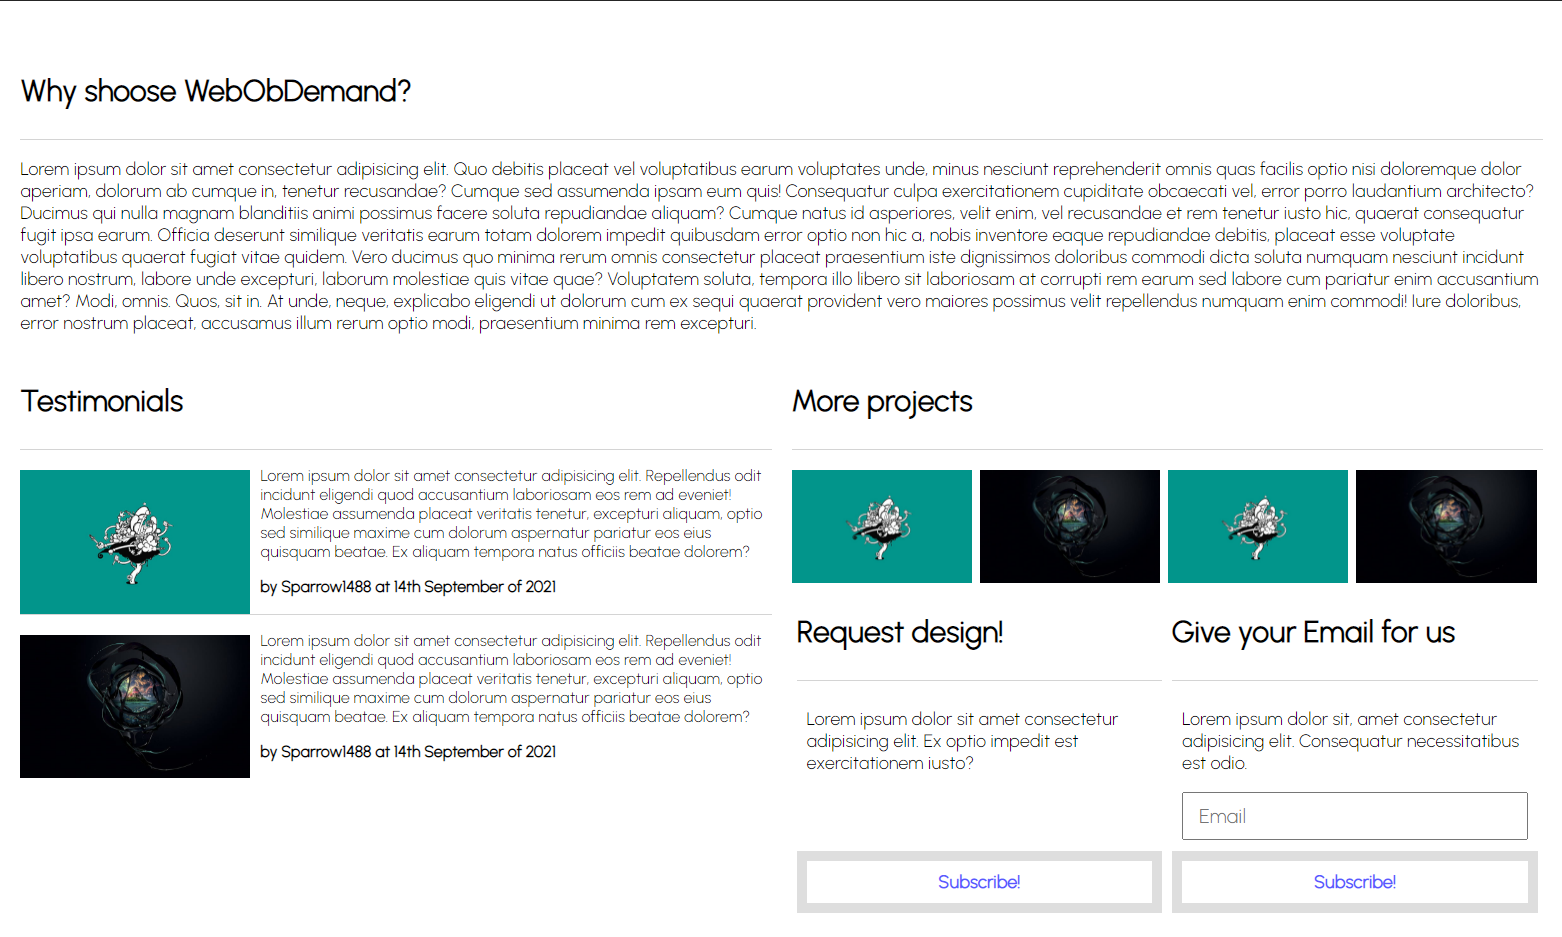 Why shoose WebObDemand?
Lorem ipsum dolor sit amet consectetur adipisicing elit. Quo debitis placeat vel voluptatibus earum voluptates unde, minus nesciunt reprehenderit omnis quas facilis optio nisi doloremque dolor
aperiam, dolorum ab cumque in, tenetur recusandae? Cumque sed assumenda ipsam eum quis! Consequatur culpa exercitationem cupiditate obcaecati vel, error porro laudantium architecto?
Ducimus qui nulla magnam blanditiis animi possimus facere soluta repudiandae aliquam? Cumque natus id asperiores, velit enim, vel recusandae et rem tenetur iusto hic, quaerat consequatur
fugit ipsa earum. Officia deserunt similique veritatis earum totam dolorem impedit quibusdam error optio non hic a, nobis inventore eaque repudiandae debitis, placeat esse voluptate
voluptatibus quaerat fugiat vitae quidem. Vero ducimus quo minima rerum omnis consectetur placeat praesentium iste dignissimos doloribus commodi dicta soluta numquam nesciunt incidunt
libero nostrum, labore unde excepturi, laborum molestiae quis vitae quae? Voluptatem soluta, tempora illo libero sit laboriosam at corrupti rem earum sed labore cum pariatur enim accusantium
amet? Modi, omnis. Quos, sit in. At unde, neque, explicabo eligendi ut dolorum cum ex sequi quaerat provident vero maiores possimus velit repellendus numquam enim commodi! Iure doloribus,
error nostrum placeat, accusamus illum rerum optio modi, praesentium minima rem excepturi.
Testimonials
Lorem ipsum dolor sit amet consectetur adipisicing elit. Repellendus odit
incidunt eligendi quod accusantium laboriosam eos rem ad eveniet!
Molestiae assumenda placeat veritatis tenetur, excepturi aliquam, optio
sed similique maxime cum dolorum aspernatur pariatur eos eius
quisquam beatae. Ex aliquam tempora natus officiis beatae dolorem?
by Sparrow1488 at 14th September of 2021
Lorem ipsum dolor sit amet consectetur adipisicing elit. Repellendus odit
incidunt eligendi quod accusantium laboriosam eos rem ad eveniet!
Molestiae assumenda placeat veritatis tenetur, excepturi aliquam, optio
sed similique maxime cum dolorum aspernatur pariatur eos eius
quisquam beatae. Ex aliquam tempora natus officiis beatae dolorem?
by Sparrow1488 at 14th September of 2021
More projects
Request design!
Lorem ipsum dolor sit amet consectetur
adipisicing elit. Ex optio impedit est
exercitationem iusto?
Subscribe!
Give your Email for us
Lorem ipsum dolor sit, amet consectetur
adipisicing elit. Consequatur necessitatibus
est odio.
Email
Subscribe!